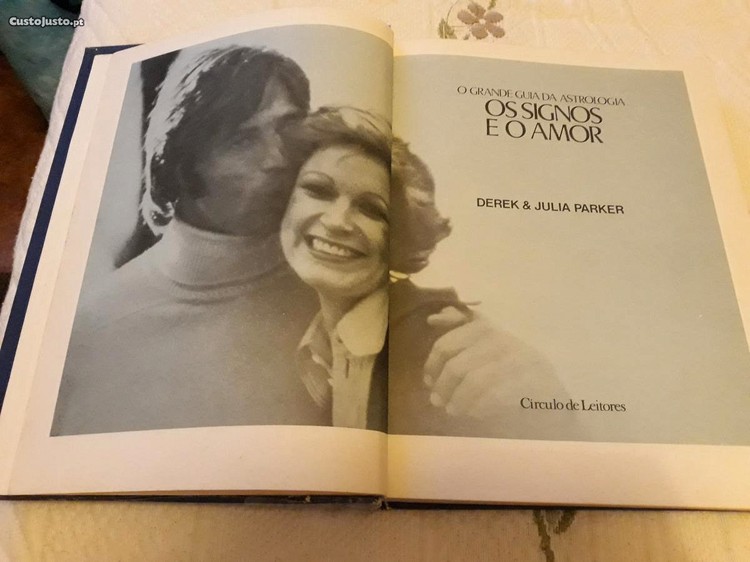 CustoJusto.pt
O GRANDE GUIA DA ASTROLOGIA
OS SIGNOS
E O AMOR
DEREK & JULIA PARKER
Círculo de Leitores